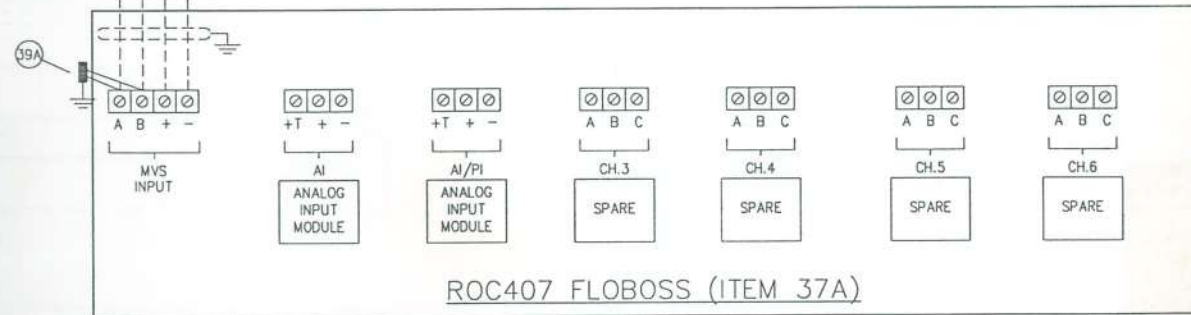 39A
A B + -
MVS
INPUT
+T + -
AI
ANALOG
INPUT
MODULE
+T + -
AI/PI
ANALOG
INPUT
MODULE
A B C
CH.3
SPARE
A B C
CH.4
SPARE
A B C
CH.5
SPARE
A B C
CH.6
SPARE
ROC407 FLOBOSS (ITEM 37A)